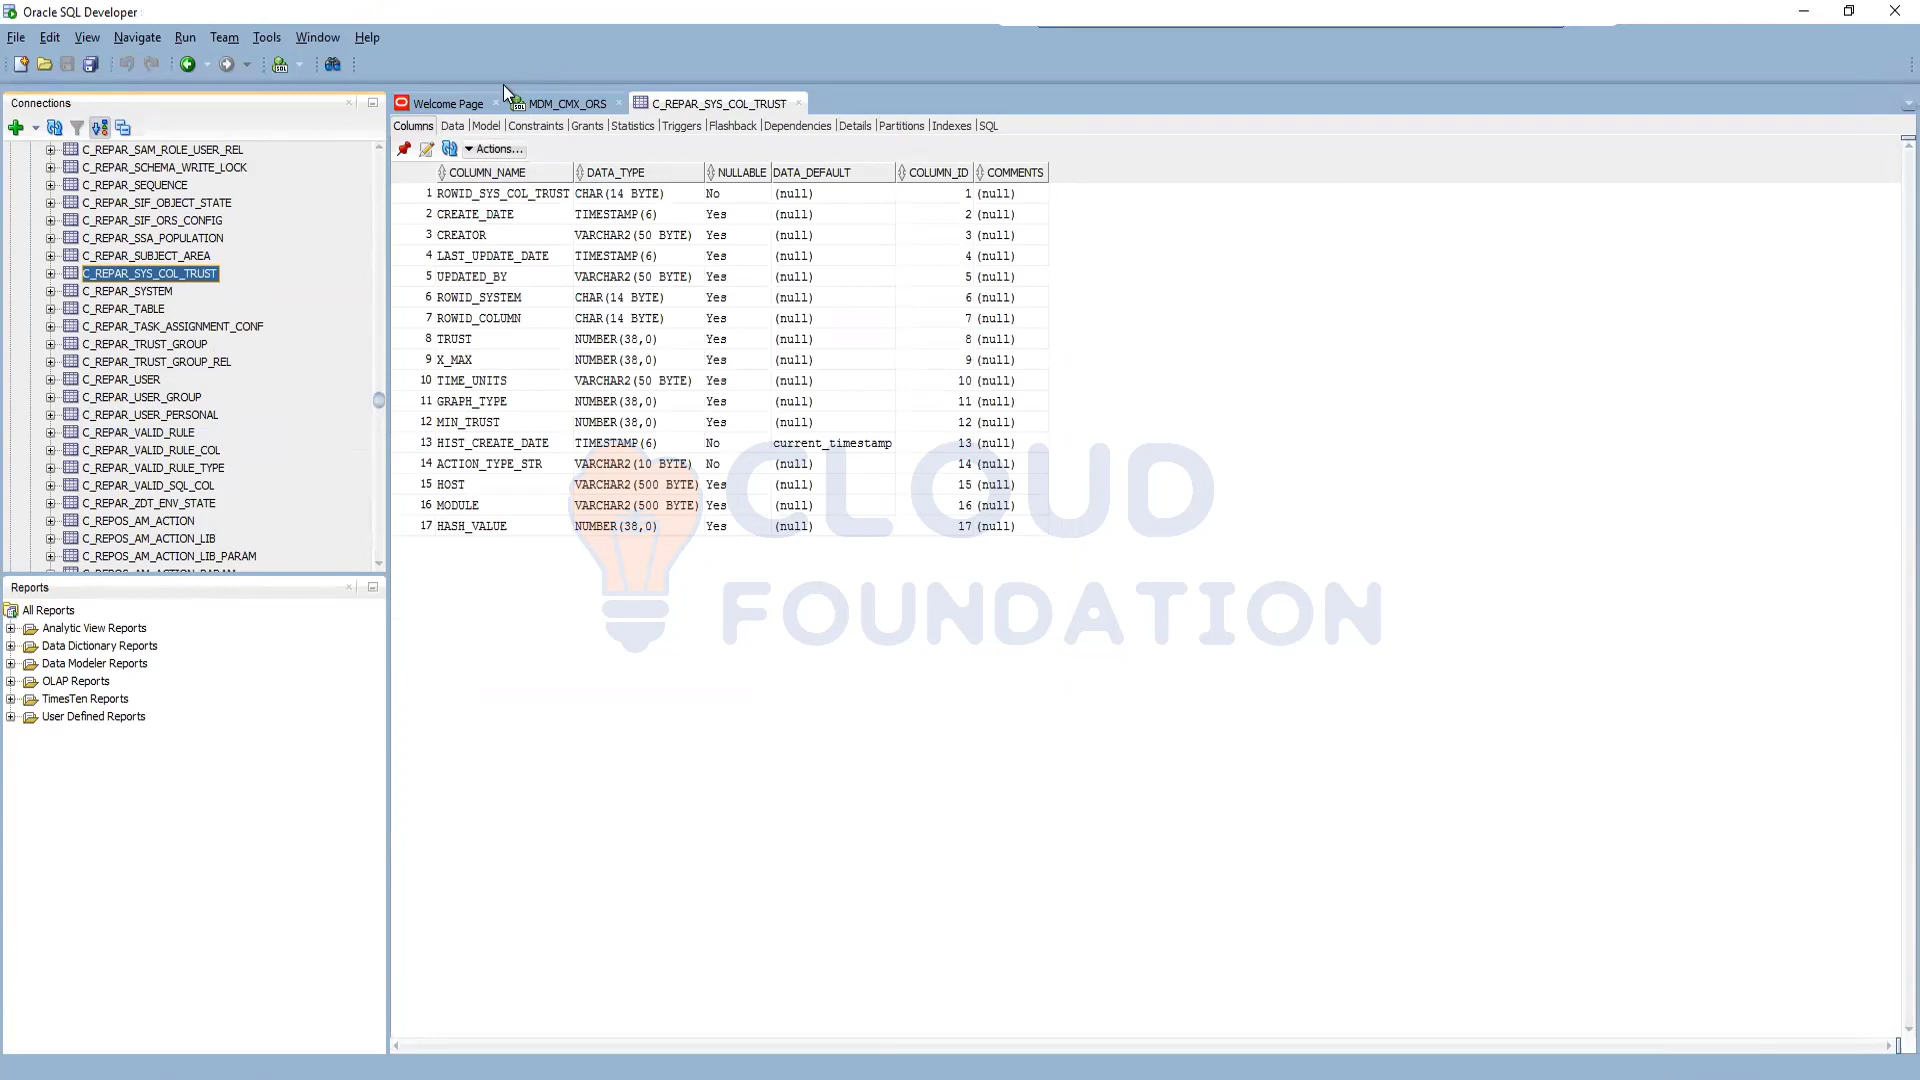 Oracle SQL Developer
File Edit View Navigate Run Team Tools Window Help
Connections
C_REPAR_SAM_ROLE_USER_REL
C_REPAR_SCHEMA_WRITE_LOCK
C_REPAR_SEQUENCE
C_REPAR_SIF_OBJECT_STATE
C_REPAR_SIF_ORS_CONFIG
C_REPAR_SSA_POPULATION
C_REPAR_SUBJECT_AREA
C_REPAR_SYS_COL_TRUST
C_REPAR_SYSTEM
C_REPAR_TABLE
C_REPAR_TASK_ASSIGNMENT_CONF
C_REPAR_TRUST_GROUP
C_REPAR_TRUST_GROUP_REL
C_REPAR_USER
C_REPAR_USER_GROUP
C_REPAR_USER_PERSONAL
C_REPAR_VALID_RULE
C_REPAR_VALID_RULE_COL
C_REPAR_VALID_RULE_TYPE
C_REPAR_VALID_SQL_COL
C_REPAR_ZDT_ENV_STATE
C_REPOS_AM_ACTION
C_REPOS_AM_ACTION_LIB
C_REPOS_AM_ACTION_LIB_PARAM
Reports
All Reports
Analytic View Reports
Data Dictionary Reports
Data Modeler Reports
OLAP Reports
TimesTen Reports
User Defined Reports
Welcome Page MDM_CMX_ORS C_REPAR_SYS_COL_TRUST
Columns Data Model Constraints Grants Statistics Triggers Flashback Dependencies Details Partitions Indexes SQL
Actions...
COLUMN_NAME DATA_TYPE NULLABLE DATA_DEFAULT COLUMN_ID COMMENTS
1 ROWID_SYS_COL_TRUST CHAR(14 BYTE) No (null) 1 (null)
2 CREATE_DATE TIMESTAMP(6) Yes (null) 2 (null)
3 CREATOR VARCHAR2(50 BYTE) Yes (null) 3 (null)
4 LAST_UPDATE_DATE TIMESTAMP(6) Yes (null) 4 (null)
5 UPDATED_BY VARCHAR2(50 BYTE) Yes (null) 5 (null)
6 ROWID_SYSTEM CHAR(14 BYTE) Yes (null) 6 (null)
7 ROWID_COLUMN CHAR(14 BYTE) Yes (null) 7 (null)
8 TRUST NUMBER(38,0) Yes (null) 8 (null)
9 X_MAX NUMBER(38,0) Yes (null) 9 (null)
10 TIME_UNITS VARCHAR2(50 BYTE) Yes (null) 10 (null)
11 GRAPH_TYPE NUMBER(38,0) Yes (null) 11 (null)
12 MIN_TRUST NUMBER(38,0) Yes (null) 12 (null)
13 HIST_CREATE_DATE TIMESTAMP(6) No current_timestamp 13 (null)
14 ACTION_TYPE_STR VARCHAR2(10 BYTE) No (null) 14 (null)
15 HOST VARCHAR2(500 BYTE) Yes (null) 15 (null)
16 MODULE VARCHAR2(500 BYTE) Yes (null) 16 (null)
17 HASH_VALUE NUMBER(38,0) Yes (null) 17 (null)
CLOUD
FOUNDATION